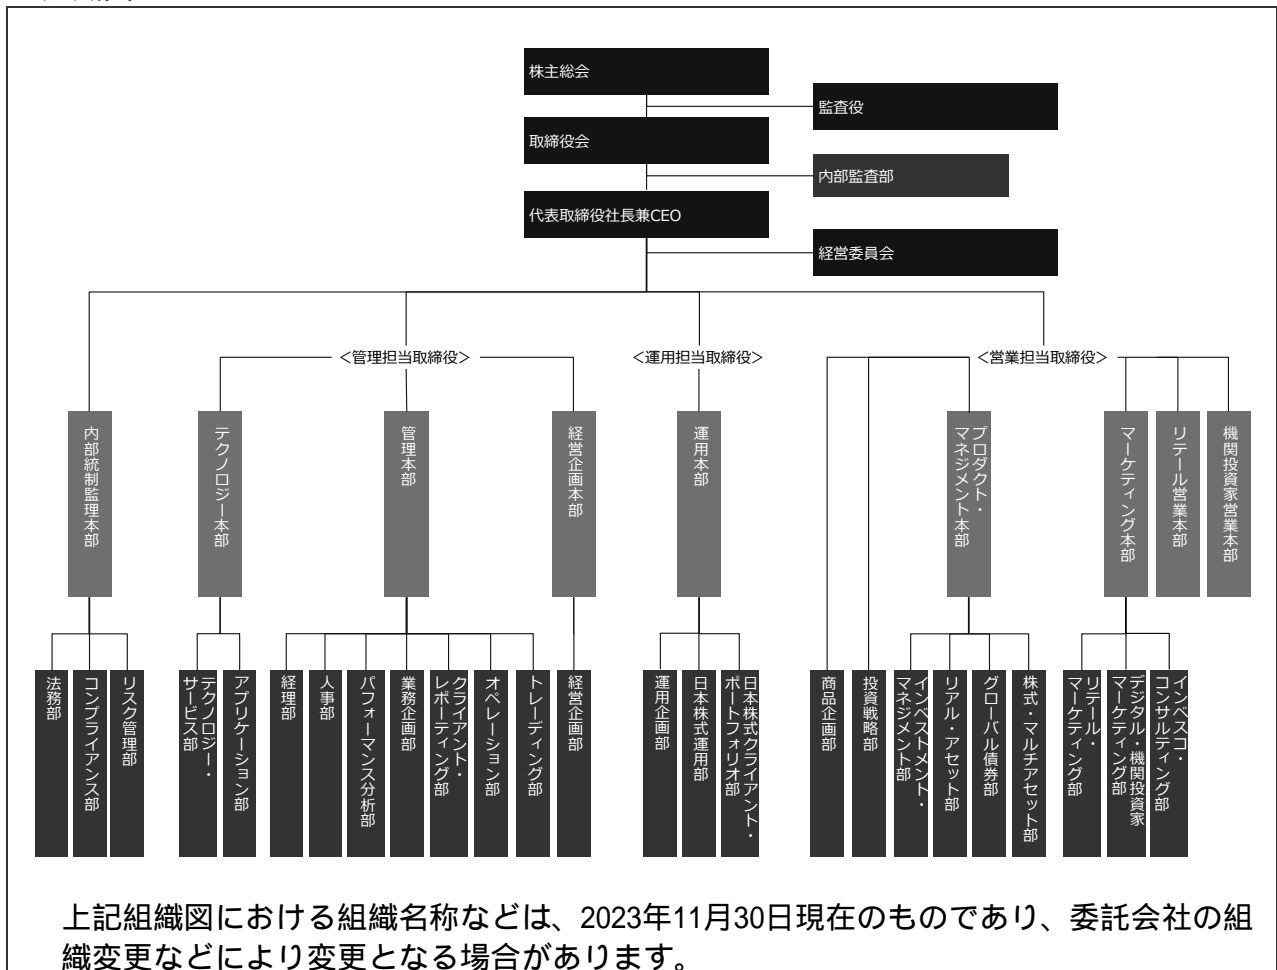 株主総会
監査役
取締役会
内部監査部
代表取締役社長兼CEO
経営委員会
<管理担当取締役>
<運用担当取締役>
<営業担当取締役>
内部統制監理本部
テクノロジー本部
管理本部
経営企画本部
運用本部
プロダクト・
マネジメント本部
マーケティング本部
リテール営業本部
機関投資家営業本部
法務部
コンプライアンス部
リスク管理部
テクノロジー・
サービス部
アプリケーション部
経理部
人事部
パフォーマンス分析部
業務企画部
クライアント・
レポーティング部
オペレーション部
トレーディング部
経営企画部
運用企画部
日本株式運用部
日本株式クライアント・
ポートフォリオ部
商品企画部
投資戦略部
インベストメント・
マネジメント部
リアル・アセット部
グローバル債券部
株式・マルチアセット部
リテール・
マーケティング部
デジタル・機関投資家
マーケティング部
インベスコ・
コンサルティング部
上記組織図における組織名称などは、2023年11月30日現在のものであり、委託会社の組
織変更などにより変更となる場合があります。